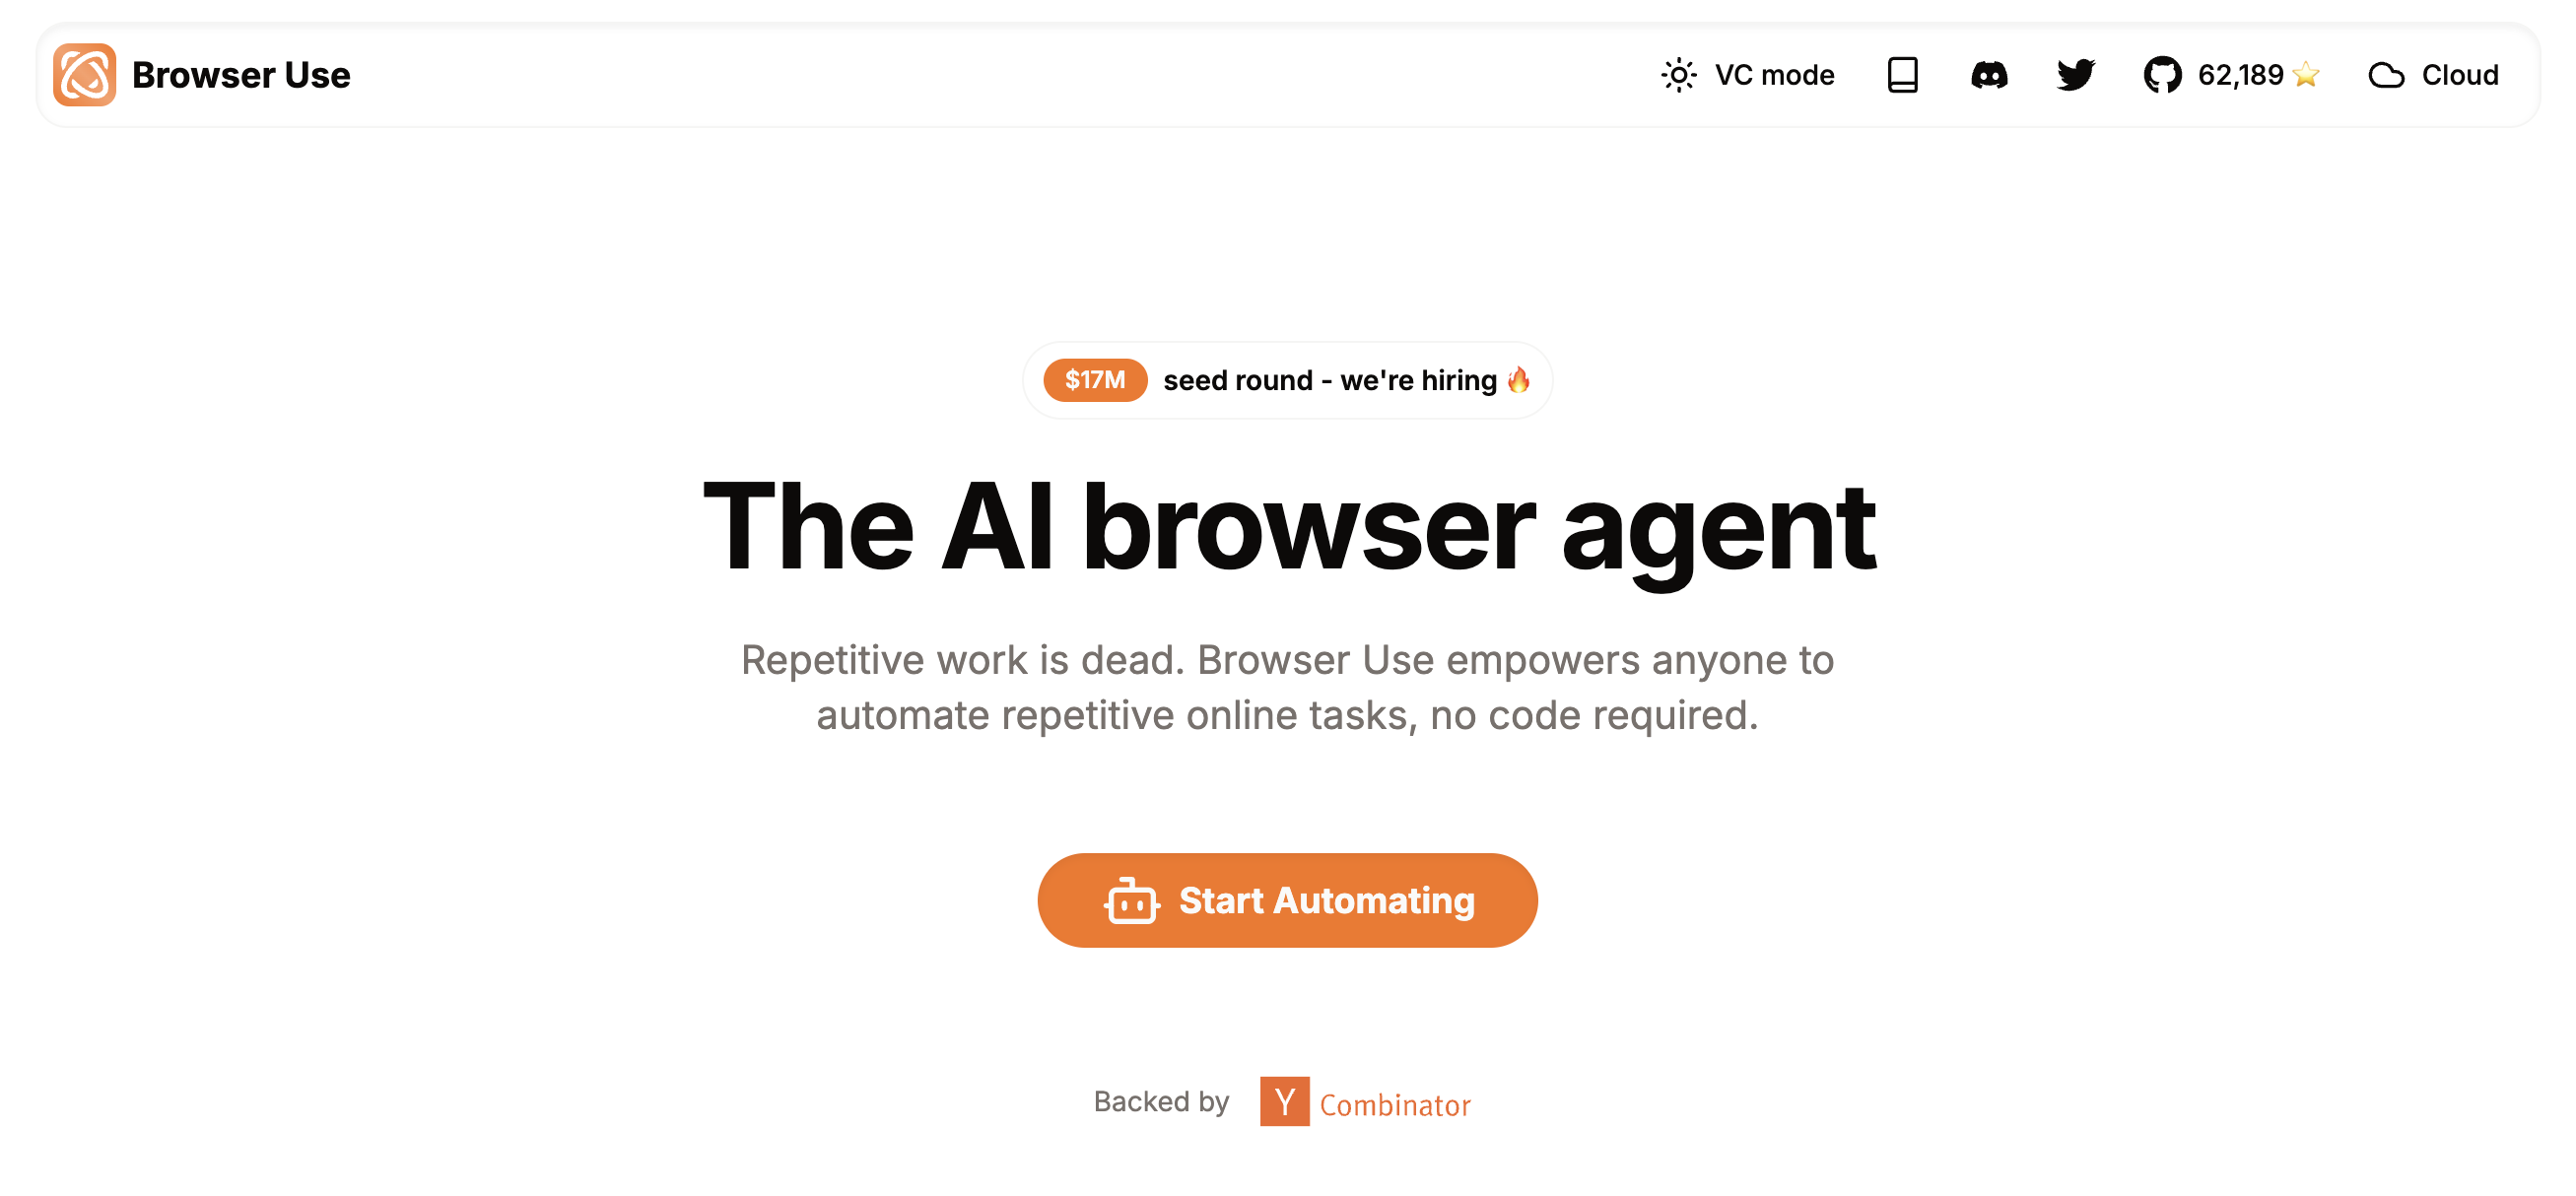 Browser Use
VC mode
62,189 ⭐
Cloud
$17M seed round - we're hiring 🔥
The AI browser agent
Repetitive work is dead. Browser Use empowers anyone to
automate repetitive online tasks, no code required.
Start Automating
Backed by Y Combinator